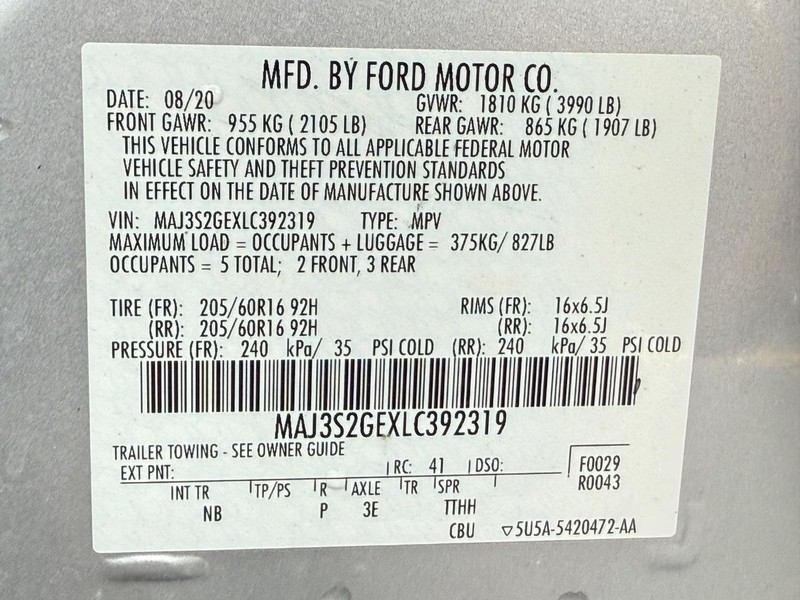 MFD. BY FORD MOTOR CO.
DATE: 08/20 GVWR: 1810 KG ( 3990 LB)
FRONT GAWR: 955 KG ( 2105 LB) REAR GAWR: 865 KG ( 1907 LB)
THIS VEHICLE CONFORMS TO ALL APPLICABLE FEDERAL MOTOR
VEHICLE SAFETY AND THEFT PREVENTION STANDARDS
IN EFFECT ON THE DATE OF MANUFACTURE SHOWN ABOVE.
VIN: MAJ3S2GEXLC392319 TYPE: MPV
MAXIMUM LOAD = OCCUPANTS + LUGGAGE = 375KG/ 827LB
OCCUPANTS = 5 TOTAL; 2 FRONT, 3 REAR
TIRE (FR): 205/60R16 92H RIMS (FR): 16x6.5J
(RR): 205/60R16 92H (RR): 16x6.5J
PRESSURE (FR): 240 kPa/ 35 PSI COLD (RR): 240 kPa/ 35 PSI COLD
MAJ3S2GEXLC392319
TRAILER TOWING - SEE OWNER GUIDE
EXT PNT: RC: 41 DSO: F0029
R0043
INT TR TP/PS R AXLE TR SPR
NB P 3E TTHH
CBU ▽5U5A-5420472-AA